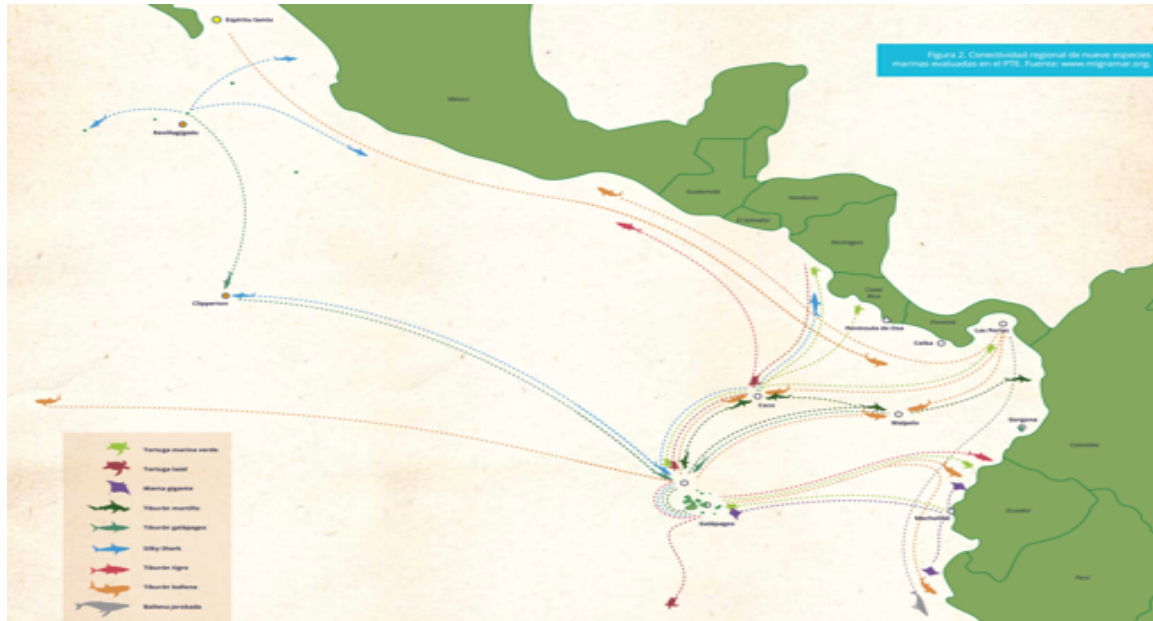 Espíritu Santo
Figura 2. Conectividad regional de nueve especies
marinas evaluadas en el PTE. Fuente: www.migramar.org.
México
Revillagigedo
Guatemala
Honduras
El Salvador
Nicaragua
Clipperton
Costa
Rica
Panamá
Península de Osa
Coiba
Las Perlas
Coco
Malpelo
Gorgona
Colombia
Tortuga marina verde
Tortuga laúd
Manta gigante
Tiburón martillo
Tiburón galápagos
Silky Shark
Tiburón tigre
Tiburón ballena
Ballena jorobada
Galápagos
Machalilla
Ecuador
Perú